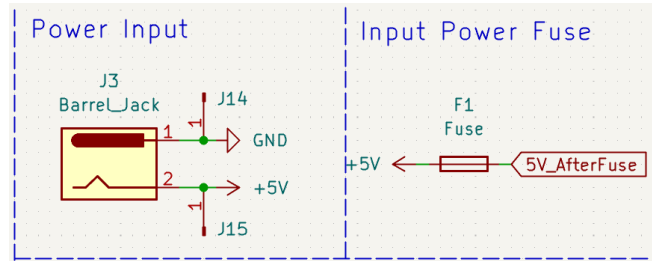 Power Input
J3
Barrel_Jack
1
J14
1
GND
2
+5V
1
J15
Input Power Fuse
F1
Fuse
+5V
5V_AfterFuse